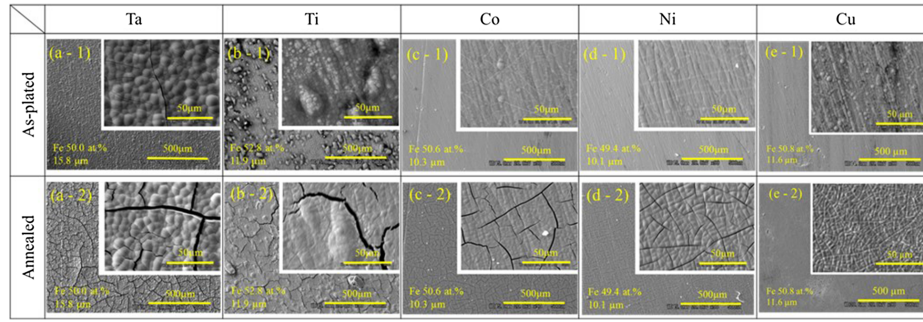 Ta Ti Co Ni Cu
As-plated
(a - 1)
50μm
Fe 50.0 at.%
15.8 μm
500μm
(b - 1)
50μm
Fe 52.8 at.%
11.9 μm
500μm
(c - 1)
50μm
Fe 50.6 at.%
10.3 μm
500μm
(d - 1)
50μm
Fe 49.4 at.%
10.1 μm
500μm
(e - 1)
50 μm
Fe 50.8 at.%
11.6 μm
500 μm
Annealed
(a - 2)
50μm
Fe 50.0 at.%
15.8 μm
500μm
(b - 2)
50μm
Fe 52.8 at.%
11.9 μm
500μm
(c - 2)
50μm
Fe 50.6 at.%
10.3 μm
500μm
(d - 2)
50μm
Fe 49.4 at.%
10.1 μm
500μm
(e - 2)
50 μm
Fe 50.8 at.%
11.6 μm
500 μm